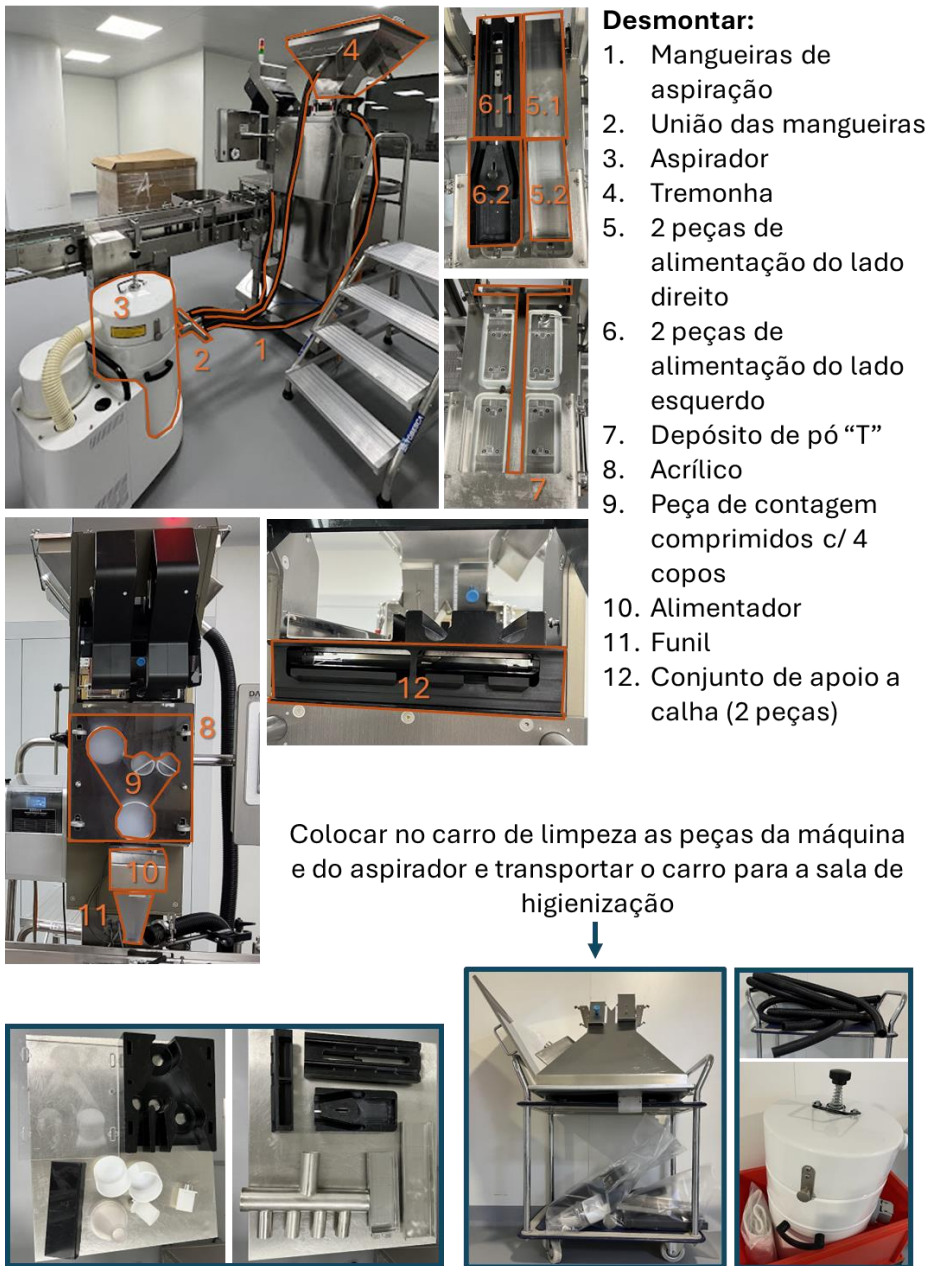 4
3
2
1
6.1
5.1
6.2
5.2
7
Desmontar:
1. Mangueiras de
aspiração
2. União das mangueiras
3. Aspirador
4. Tremonha
5. 2 peças de
alimentação do lado
direito
6. 2 peças de
alimentação do lado
esquerdo
7. Depósito de pó “T”
8. Acrílico
9. Peça de contagem
comprimidos c/ 4
copos
10. Alimentador
11. Funil
12. Conjunto de apoio a
calha (2 peças)
8
9
10
11
DA
12
Colocar no carro de limpeza as peças da máquina
e do aspirador e transportar o carro para a sala de
higienização